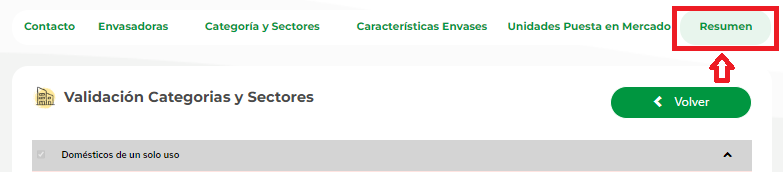 Contacto Envasadoras Categoría y Sectores Características Envases Unidades Puesta en Mercado Resumen
Validación Categorias y Sectores
Volver
Domésticos de un solo uso